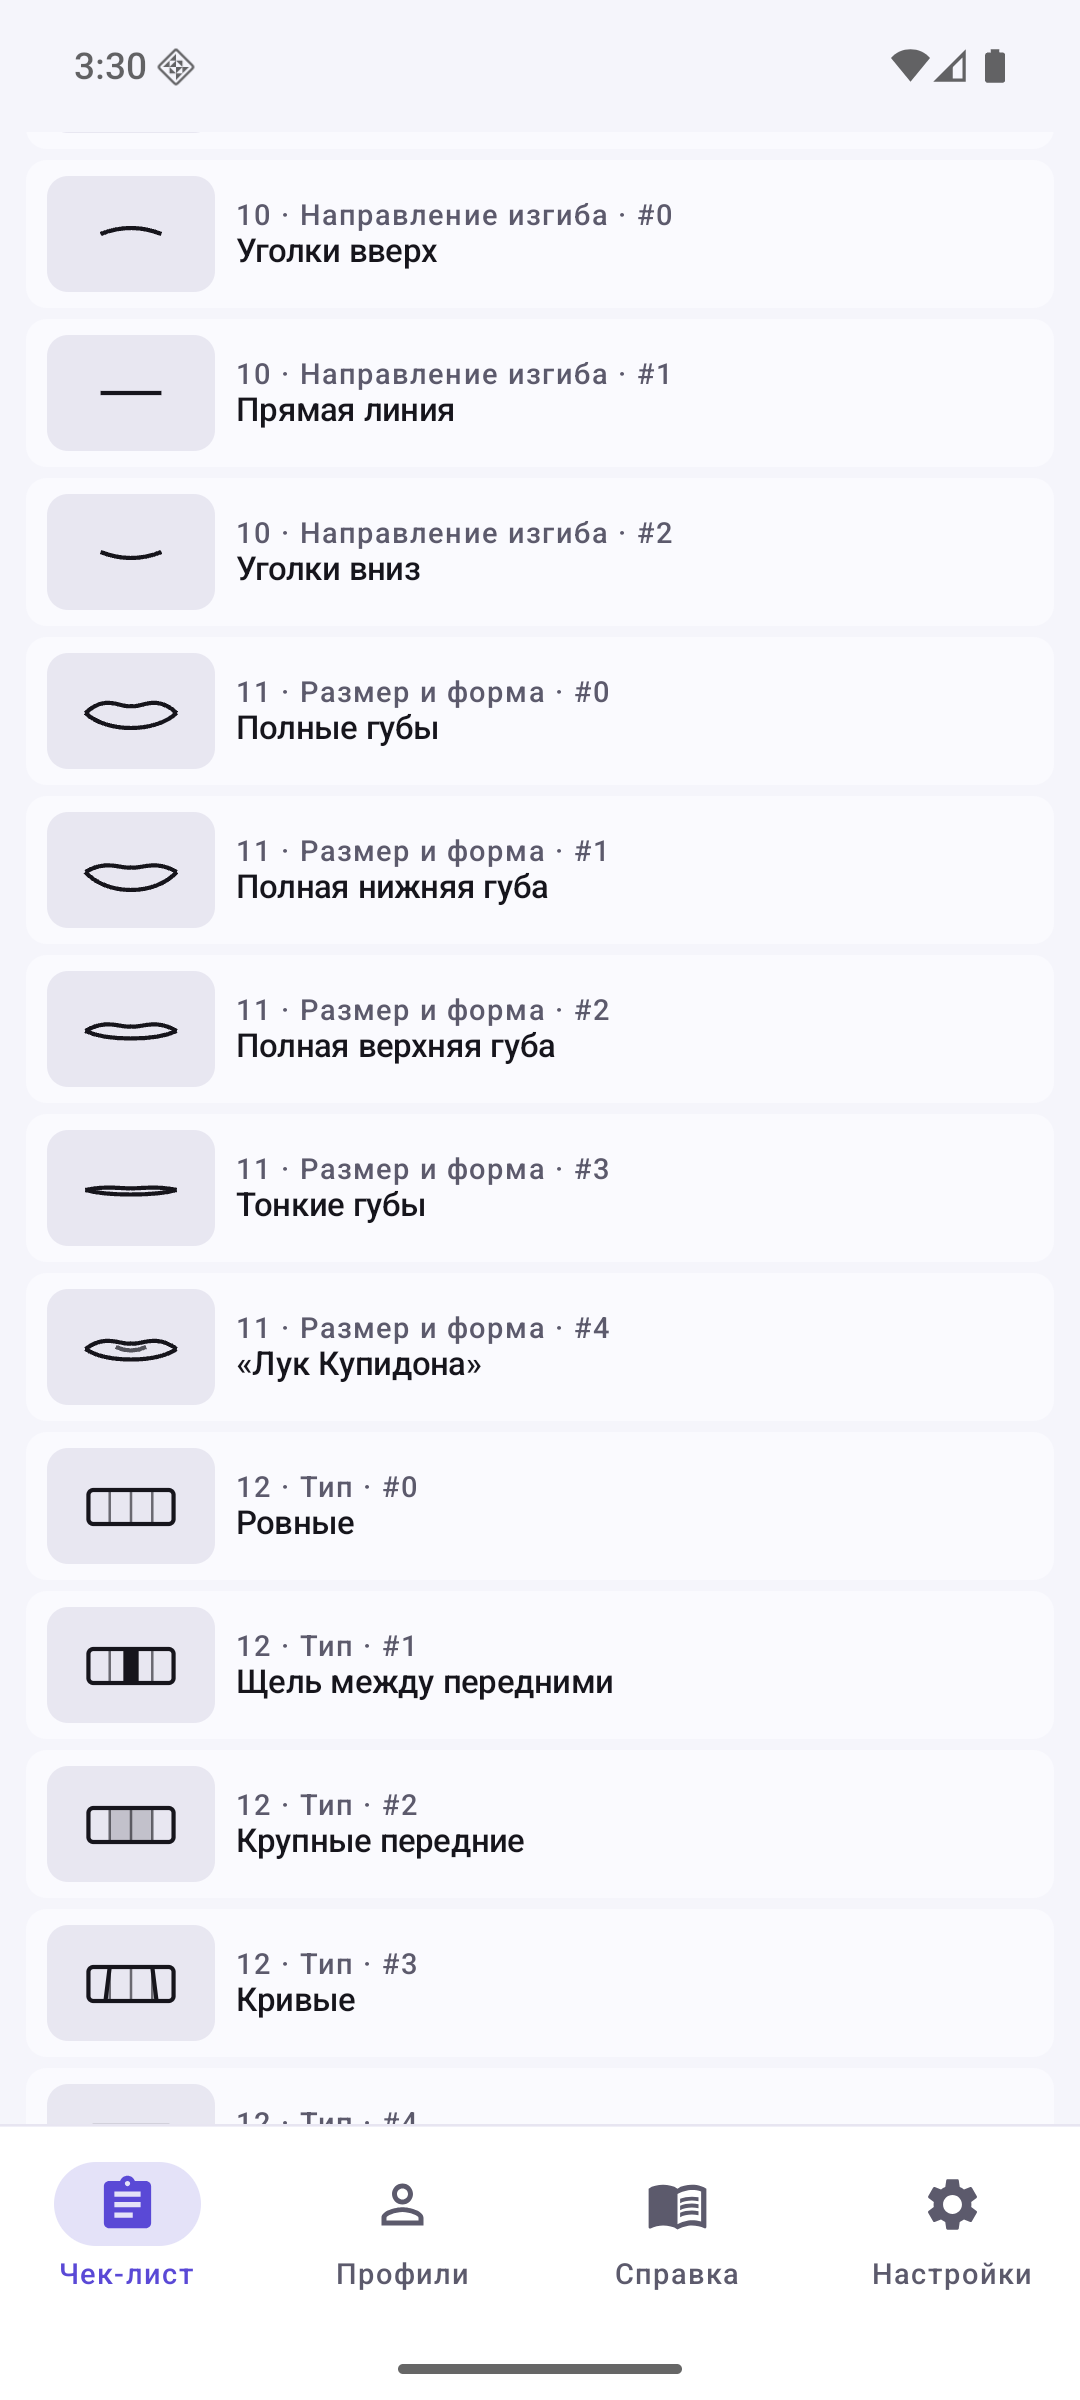 3:30
10 · Направление изгиба · #0
Уголки вверх
10 · Направление изгиба · #1
Прямая линия
10 · Направление изгиба · #2
Уголки вниз
11 · Размер и форма · #0
Полные губы
11 · Размер и форма · #1
Полная нижняя губа
11 · Размер и форма · #2
Полная верхняя губа
11 · Размер и форма · #3
Тонкие губы
11 · Размер и форма · #4
«Лук Купидона»
12 · Тип · #0
Ровные
12 · Тип · #1
Щель между передними
12 · Тип · #2
Крупные передние
12 · Тип · #3
Кривые
12 · Тип · #4
Чек-лист
Профили
Справка
Настройки